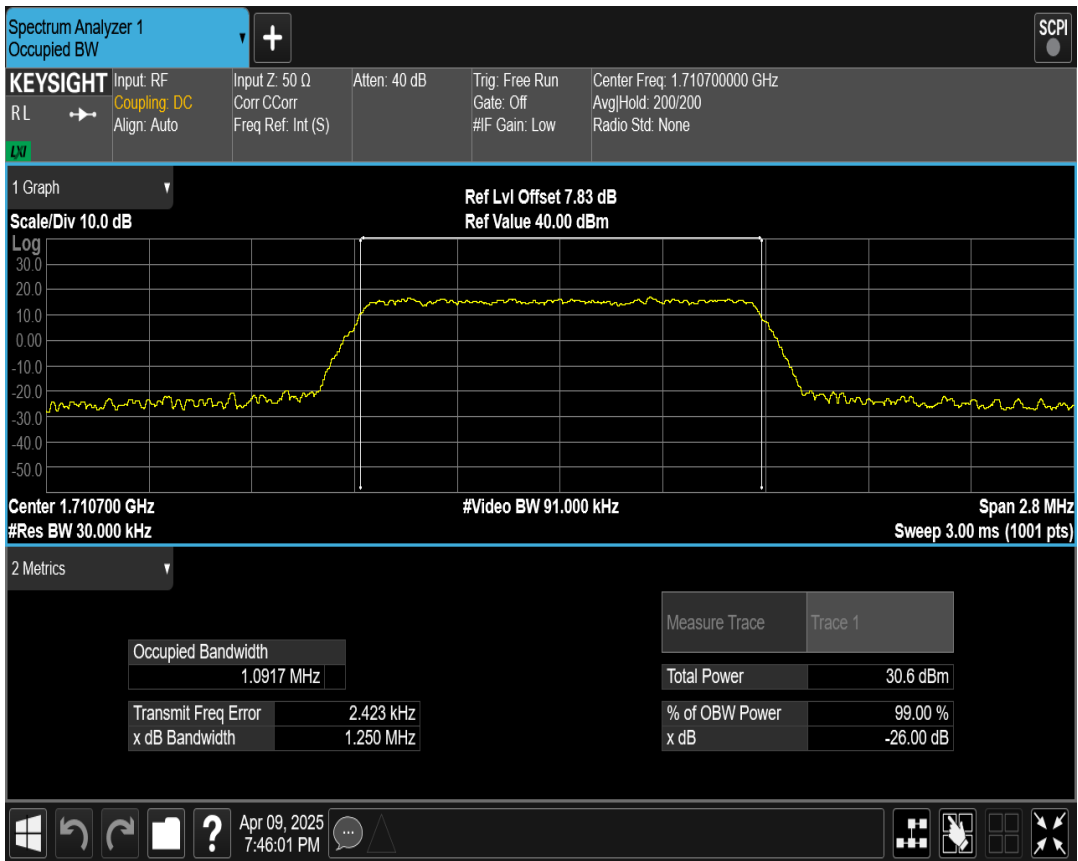 Spectrum Analyzer 1
Occupied BW
+
SCPI
KEYSIGHT
RL
LXI
Input: RF
Coupling: DC
Align: Auto
Input Z: 50 Ω
Corr CCorr
Freq Ref: Int (S)
Atten: 40 dB
Trig: Free Run
Gate: Off
#IF Gain: Low
Center Freq: 1.710700000 GHz
Avg|Hold: 200/200
Radio Std: None
1 Graph
Scale/Div 10.0 dB
Ref Lvl Offset 7.83 dB
Ref Value 40.00 dBm
Log
30.0
20.0
10.0
0.00
-10.0
-20.0
-30.0
-40.0
-50.0
Center 1.710700 GHz
#Video BW 91.000 kHz
Span 2.8 MHz
#Res BW 30.000 kHz
Sweep 3.00 ms (1001 pts)
2 Metrics
Measure Trace Trace 1
Occupied Bandwidth
1.0917 MHz
Total Power 30.6 dBm
Transmit Freq Error 2.423 kHz
% of OBW Power 99.00 %
x dB Bandwidth 1.250 MHz
x dB -26.00 dB
?
Apr 09, 2025
7:46:01 PM